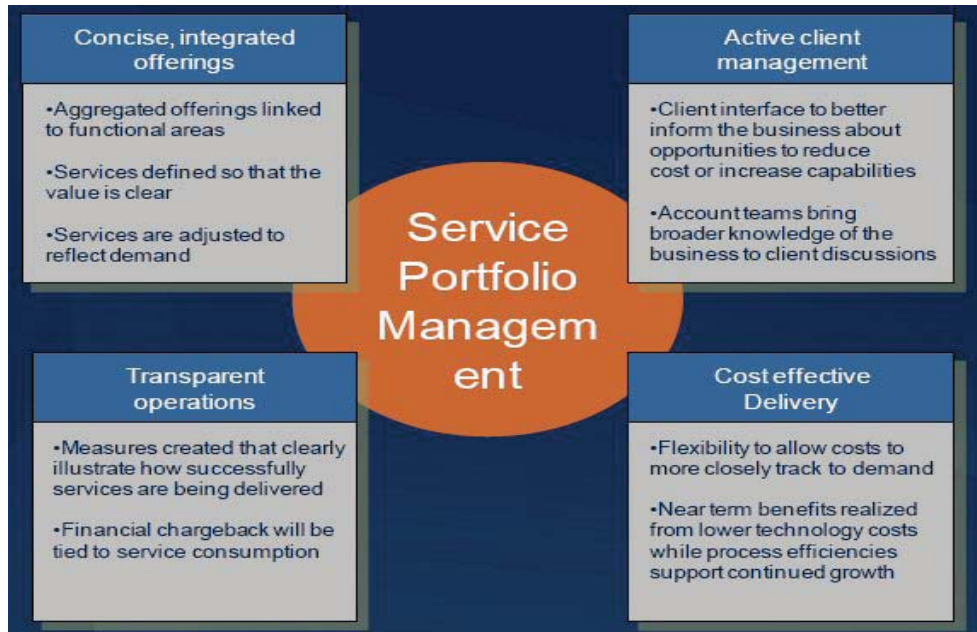 Concise, integrated
offerings
•Aggregated offerings linked
to functional areas
•Services defined so that the
value is clear
•Services are adjusted to
reflect demand
Active client
management
•Client interface to better
inform the business about
opportunities to reduce
cost or increase capabilities
•Account teams bring
broader knowledge of the
business to client discussions
Service
Portfolio
Managem
ent
Transparent
operations
•Measures created that clearly
illustrate how successfully
services are being delivered
•Financial chargeback will be
tied to service consumption
Cost effective
Delivery
•Flexibility to allow costs to
more closely track to demand
•Near term benefits realized
from lower technology costs
while process efficiencies
support continued growth